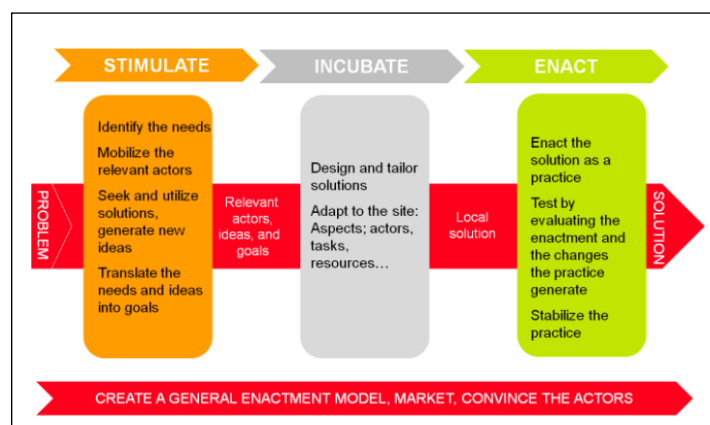 STIMULATE
INCUBATE
ENACT
PROBLEM
Identify the needs
Mobilize the
relevant actors
Seek and utilize
solutions,
generate new
ideas
Translate the
needs and ideas
into goals
Relevant
actors,
ideas, and
goals
Design and tailor
solutions
Adapt to the site:
Aspects; actors,
tasks,
resources...
Local
solution
Enact the
solution as a
practice
Test by
evaluating the
enactment and
the changes
the practice
generate
Stabilize the
practice
SOLUTION
CREATE A GENERAL ENACTMENT MODEL, MARKET, CONVINCE THE ACTORS